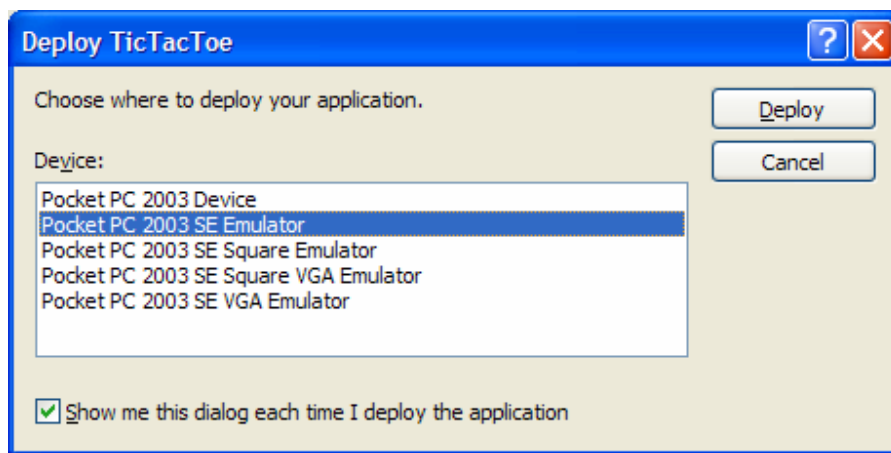 Deploy TicTacToe
Choose where to deploy your application.
Deploy
Cancel
Device:
Pocket PC 2003 Device
Pocket PC 2003 SE Emulator
Pocket PC 2003 SE Square Emulator
Pocket PC 2003 SE Square VGA Emulator
Pocket PC 2003 SE VGA Emulator
Show me this dialog each time I deploy the application